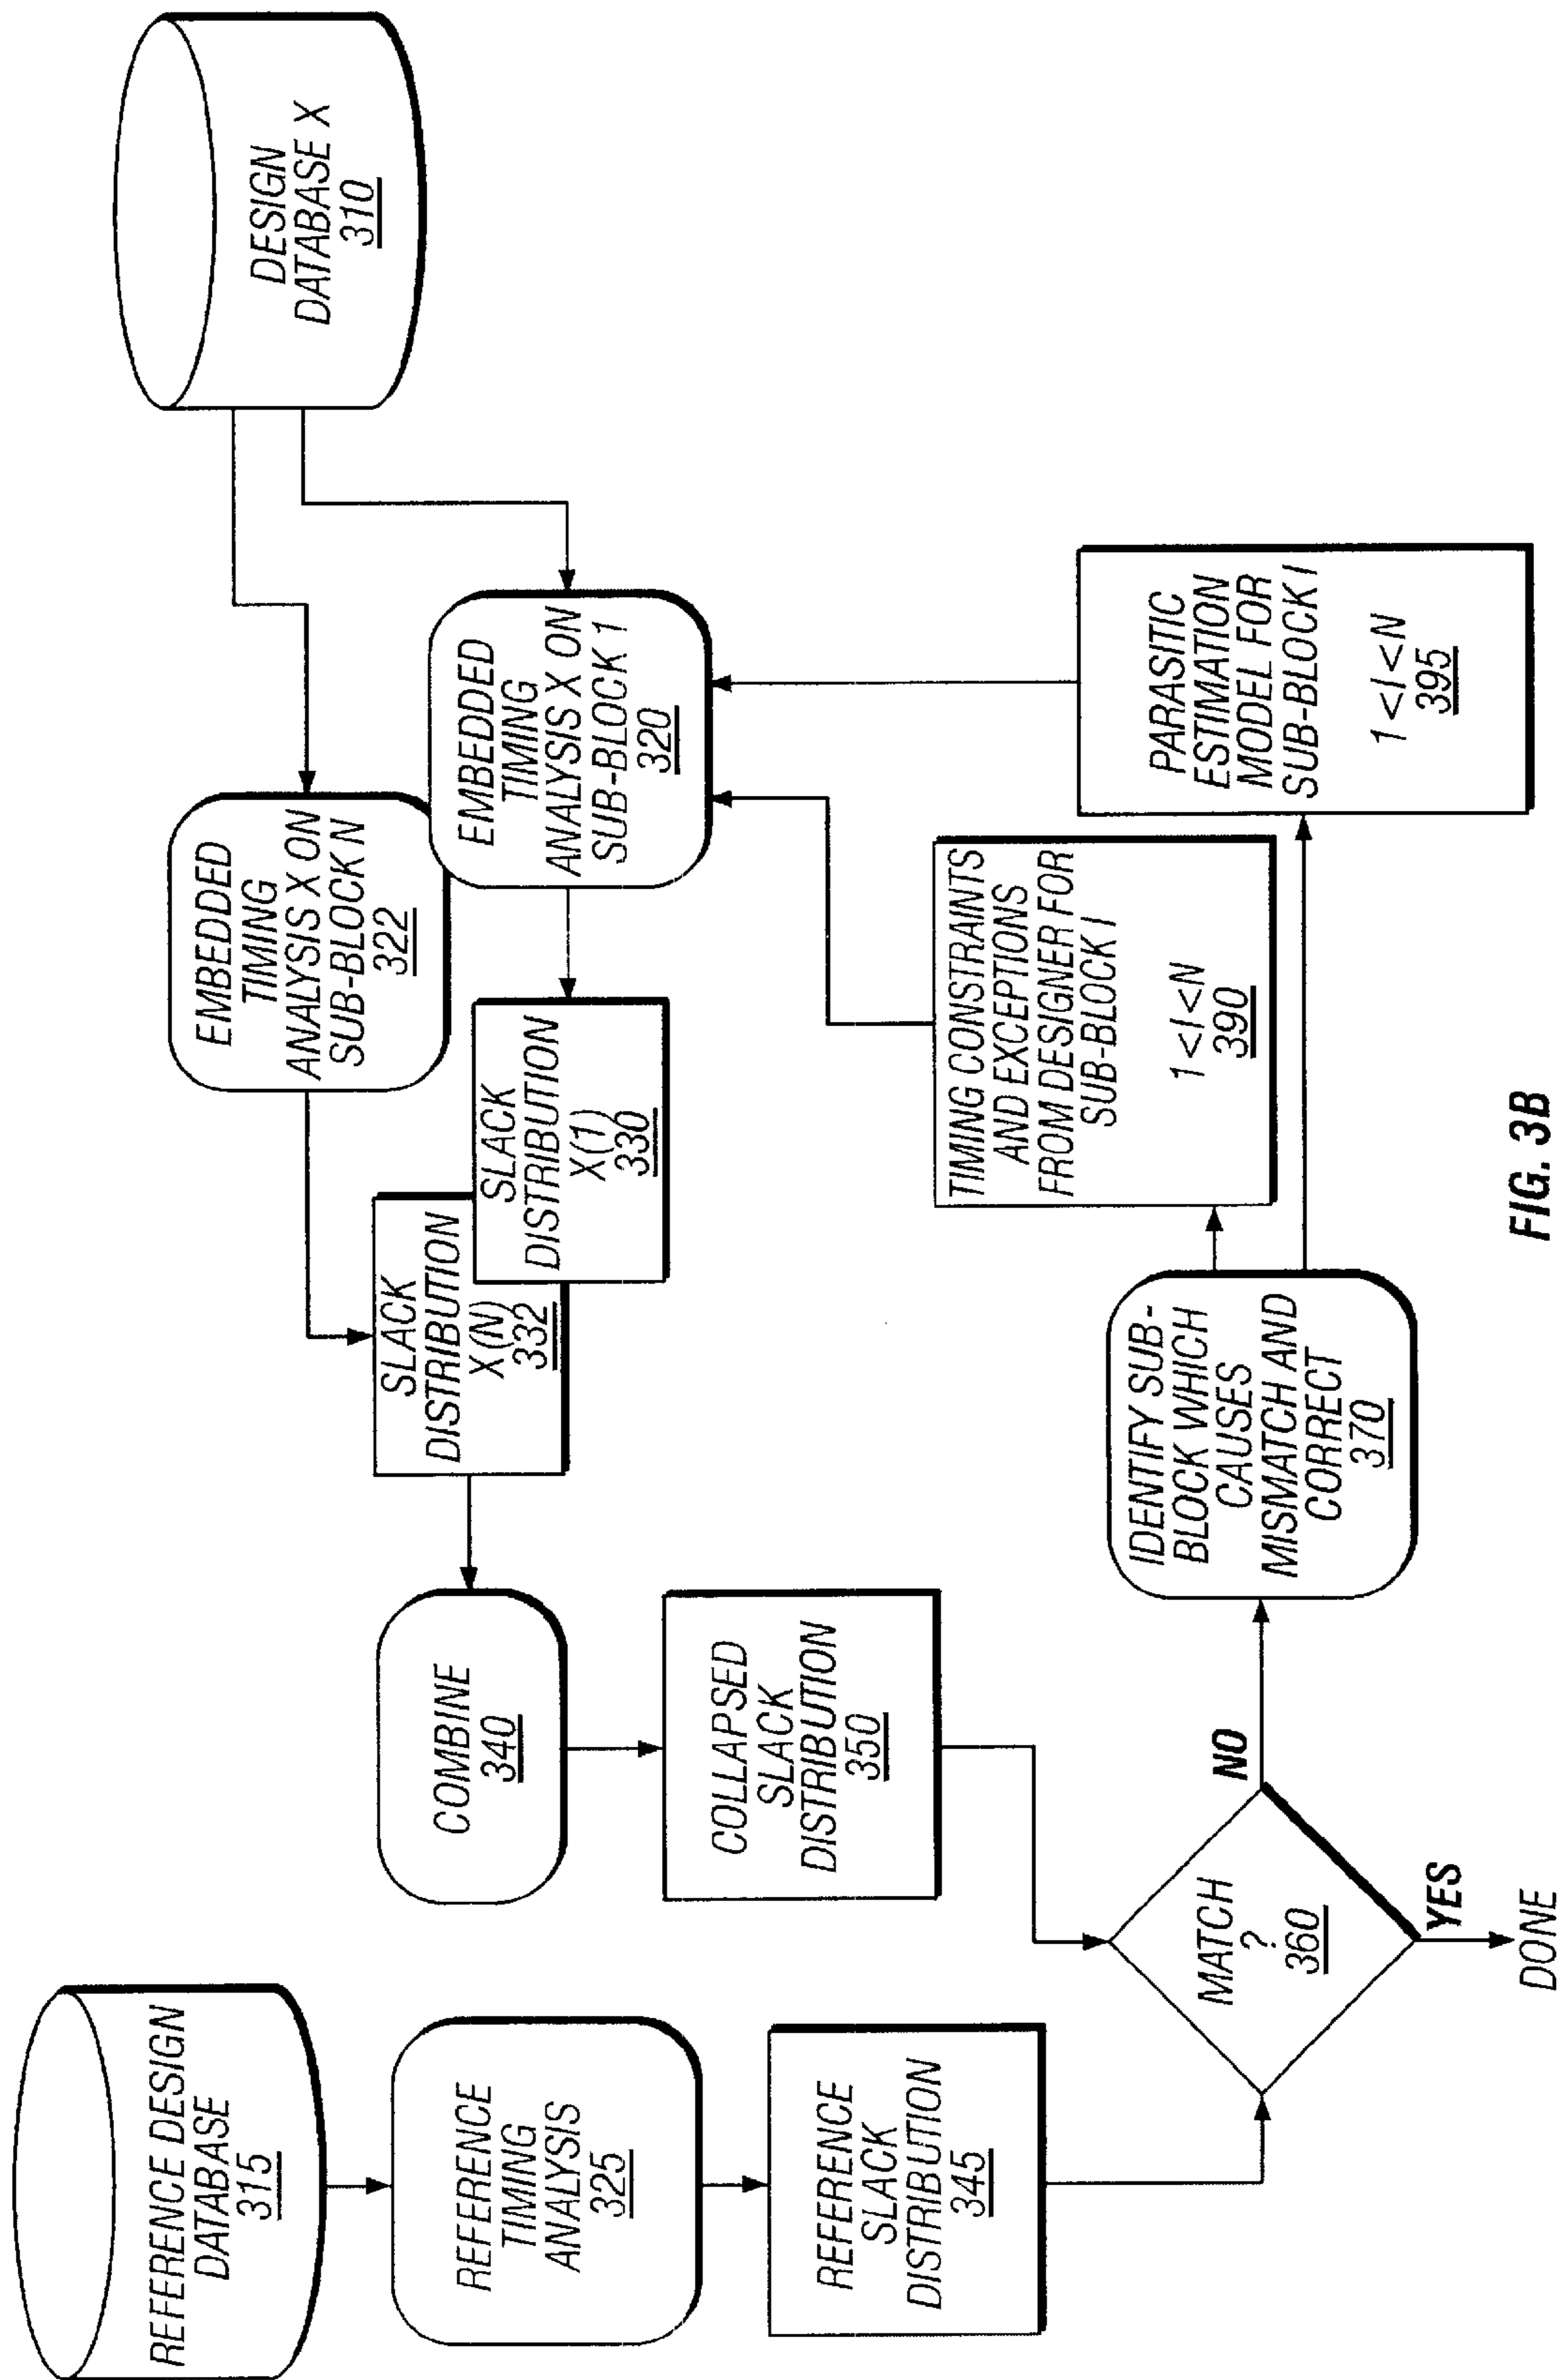 REFERENCE DESIGN
DATABASE
315
REFERENCE
TIMING
ANALYSIS
325
REFERENCE
SLACK
DISTRIBUTION
345
DESIGN
DATABASE X
310
EMBEDDED
TIMING
ANALYSIS X ON
SUB-BLOCK N
322
EMBEDDED
TIMING
ANALYSIS X ON
SUB-BLOCK 1
320
SLACK
DISTRIBUTION
X(N)
332
SLACK
DISTRIBUTION
X(1)
330
COMBINE
340
COLLAPSED
SLACK
DISTRIBUTION
350
MATCH
?
360
NO
YES
DONE
IDENTIFY SUB-
BLOCK WHICH
CAUSES
MISMATCH AND
CORRECT
370
TIMING CONSTRAINTS
AND EXCEPTIONS
FROM DESIGNER FOR
SUB-BLOCK I
1<I<N
390
PARASITIC
ESTIMATION
MODEL FOR
SUB-BLOCK I
1<I<N
395
FIG. 3B